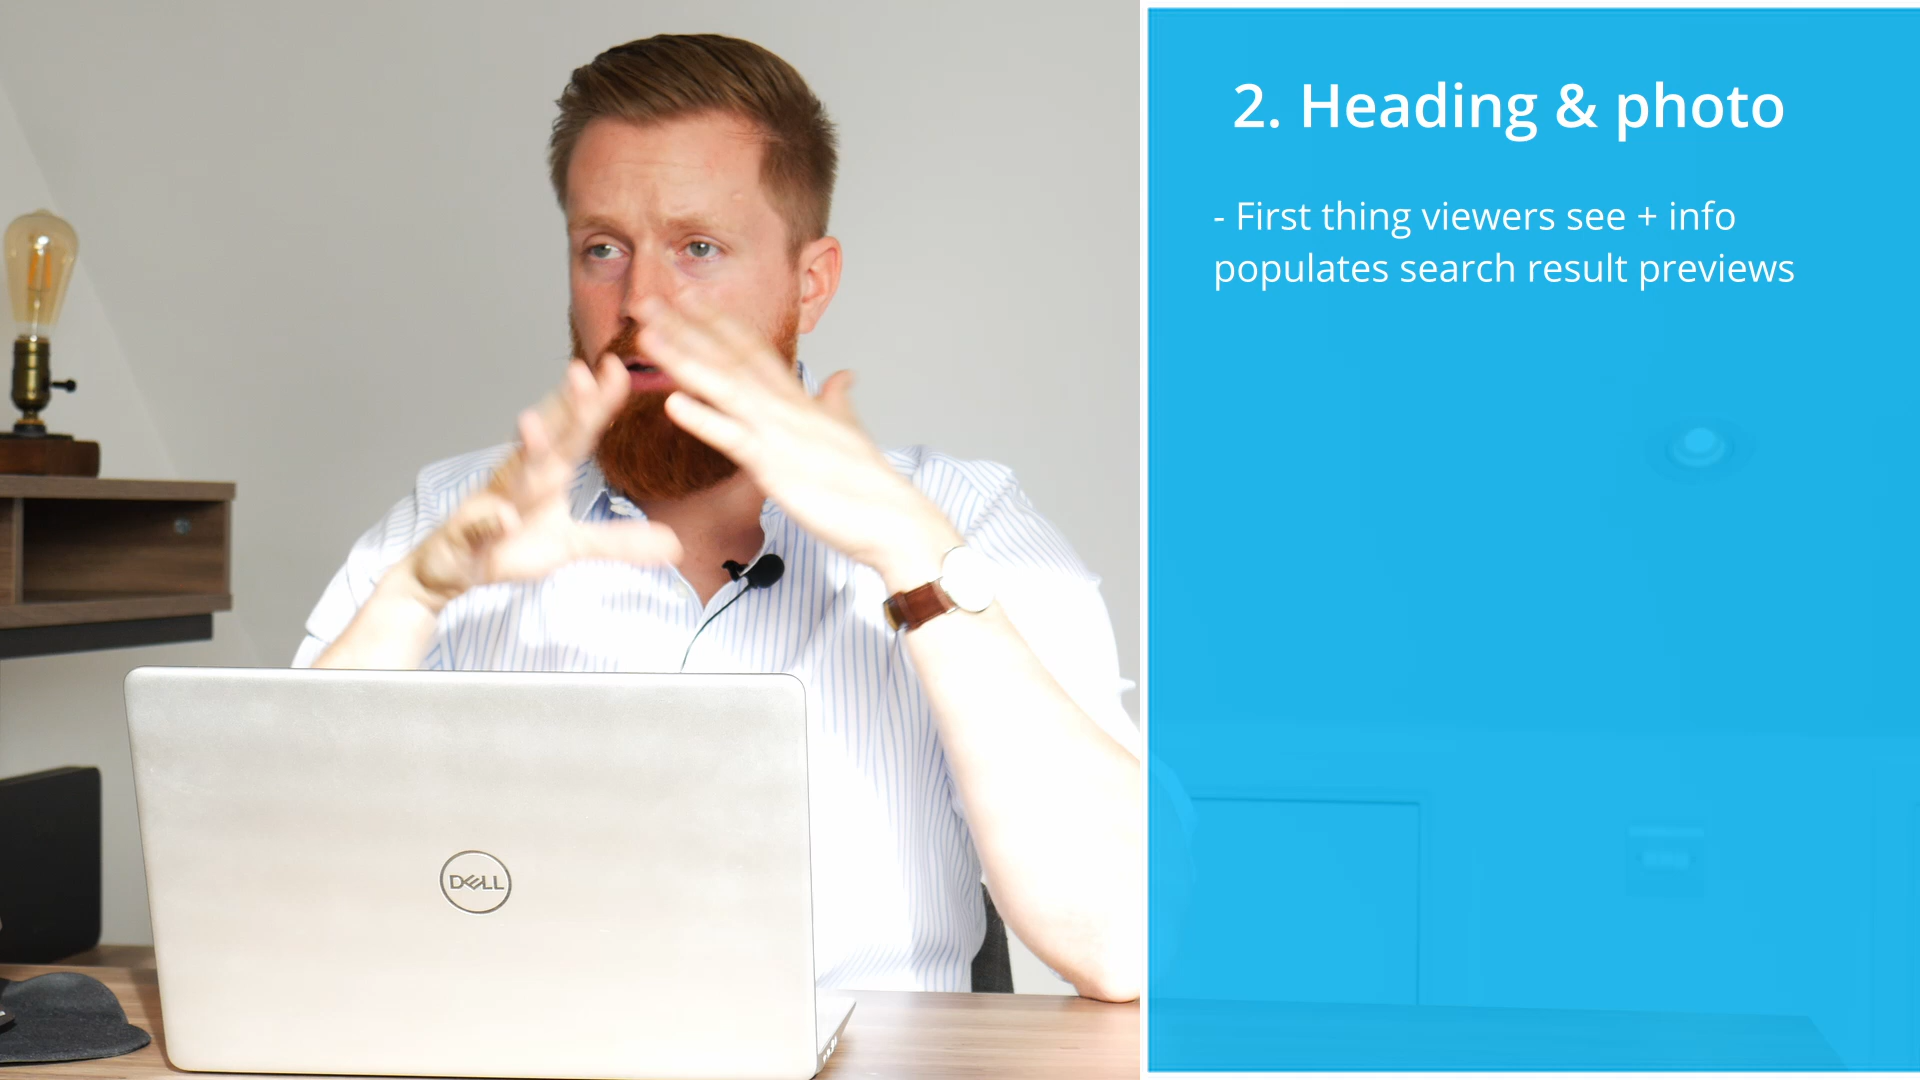 2. Heading & photo
- First thing viewers see + info
populates search result previews
DELL